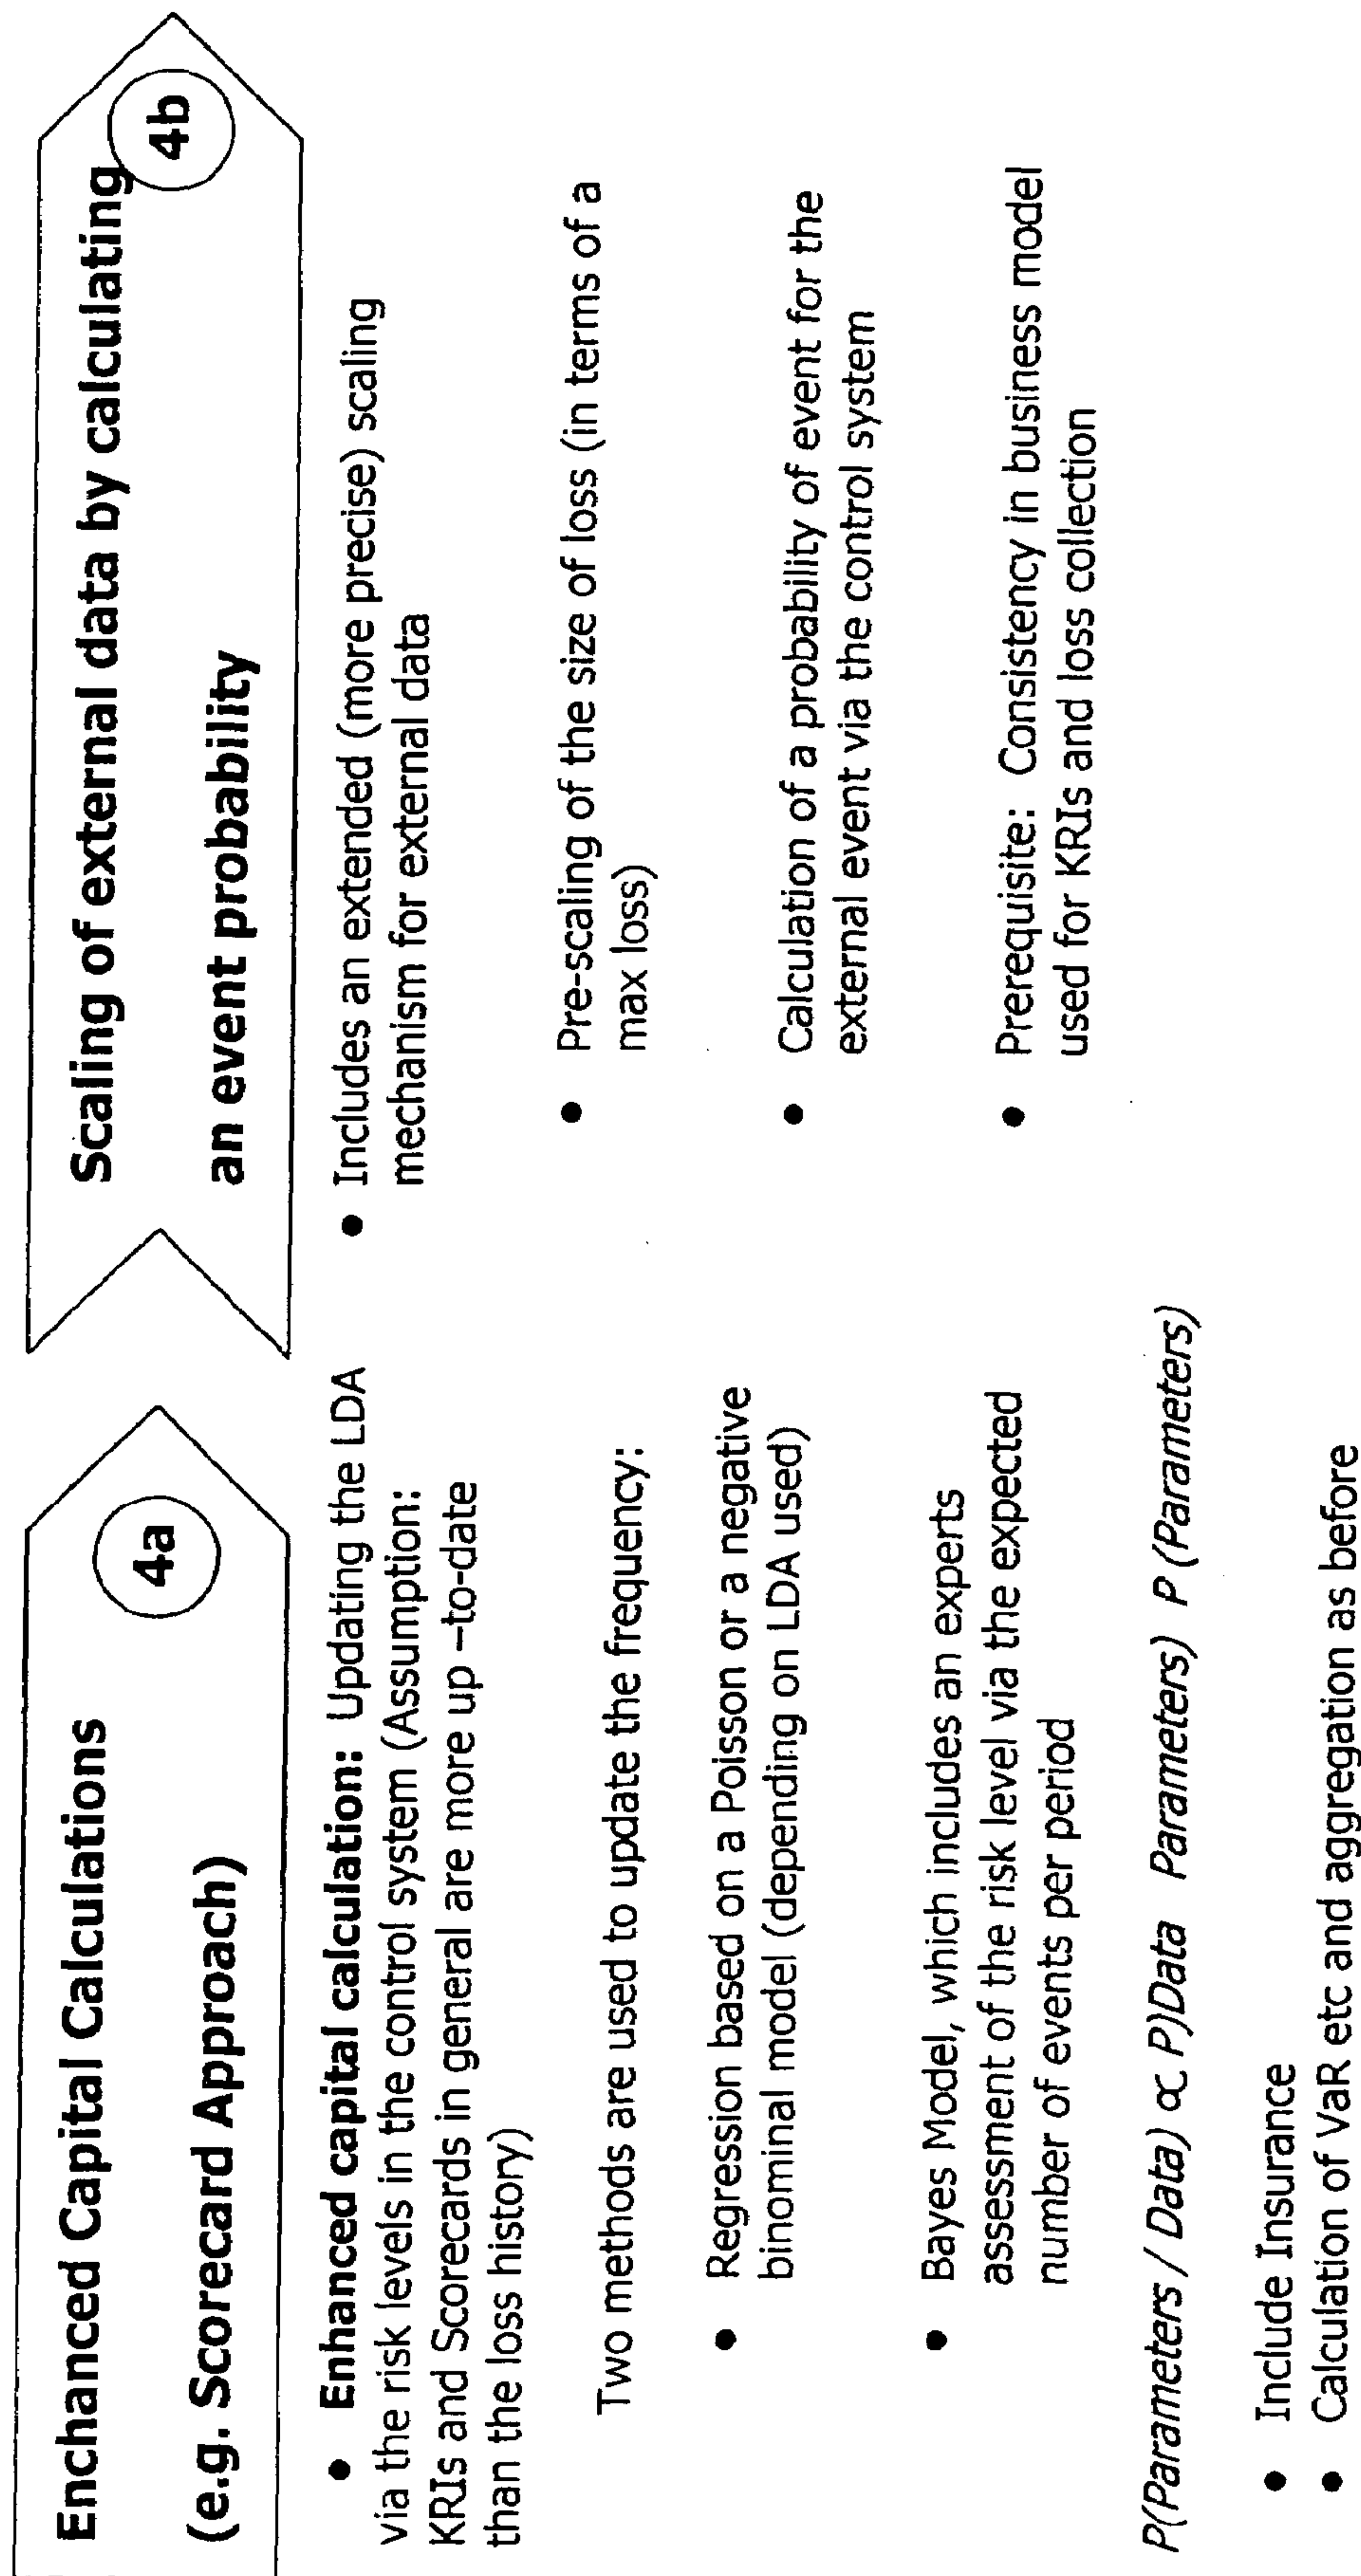 Enchanced Capital Calculations
(e.g. Scorecard Approach)
4a
• Enhanced capital calculation: Updating the LDA
via the risk levels in the control system (Assumption:
KRIs and Scorecards in general are more up –to-date
than the loss history)
Two methods are used to update the frequency:
• Regression based on a Poisson or a negative
binominal model (depending on LDA used)
• Bayes Model, which includes an experts
assessment of the risk level via the expected
number of events per period
P(Parameters / Data) ∝ P)Data Parameters) P (Parameters)
• Include Insurance
• Calculation of VaR etc and aggregation as before
Scaling of external data by calculating
an event probability
4b
• Includes an extended (more precise) scaling
mechanism for external data
• Pre-scaling of the size of loss (in terms of a
max loss)
• Calculation of a probability of event for the
external event via the control system
• Prerequisite: Consistency in business model
used for KRIs and loss collection